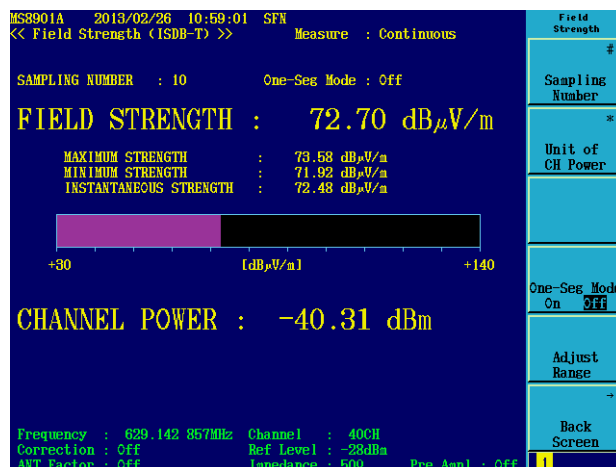 MS8901A 2013/02/26 10:59:01 SFN
<< Field Strength (ISDB-T) >> Measure : Continuous
SAMPLING NUMBER : 10 One-Seg Mode : Off
FIELD STRENGTH : 72.70 dBμV/m
MAXIMUM STRENGTH : 73.58 dBμV/m
MINIMUM STRENGTH : 71.92 dBμV/m
INSTANTANEOUS STRENGTH : 72.48 dBμV/m
+30 [dBμV/m] +140
CHANNEL POWER : -40.31 dBm
Frequency : 629.142 857MHz Channel : 40CH
Correction : Off Ref Level : -28dBm
ANT Factor : Off Impedance : 50Ω Pre Ampl : Off
Field
Strength
#
Sampling
Number
*
Unit of
CH Power
One-Seg Mode
On Off
Adjust
Range
→
Back
Screen
1